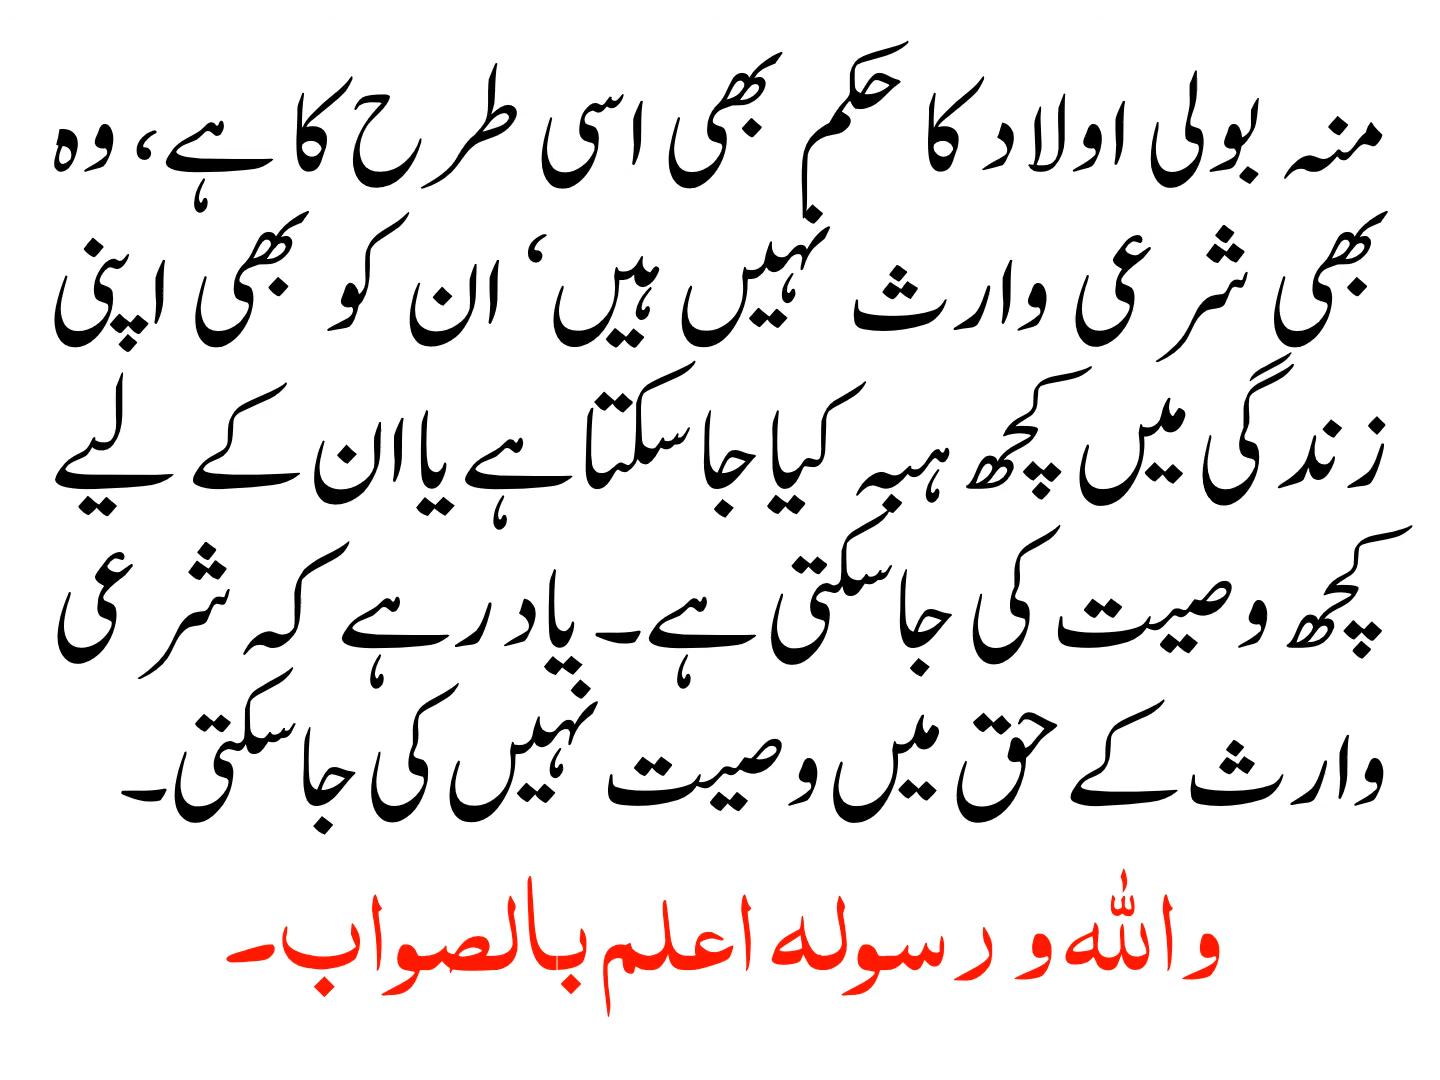 منہ بولی اولاد کا حکم بھی اسی طرح کا ہے، وہ
بھی شرعی وارث نہیں ہیں‘ ان کو بھی اپنی
زندگی میں کچھ ہبہ کیا جاسکتا ہے یا ان کے لیے
کچھ وصیت کی جاسکتی ہے۔ یاد رہے کہ شرعی
وارث کے حق میں وصیت نہیں کی جاسکتی۔
واللہ و رسولہ اعلم بالصواب۔